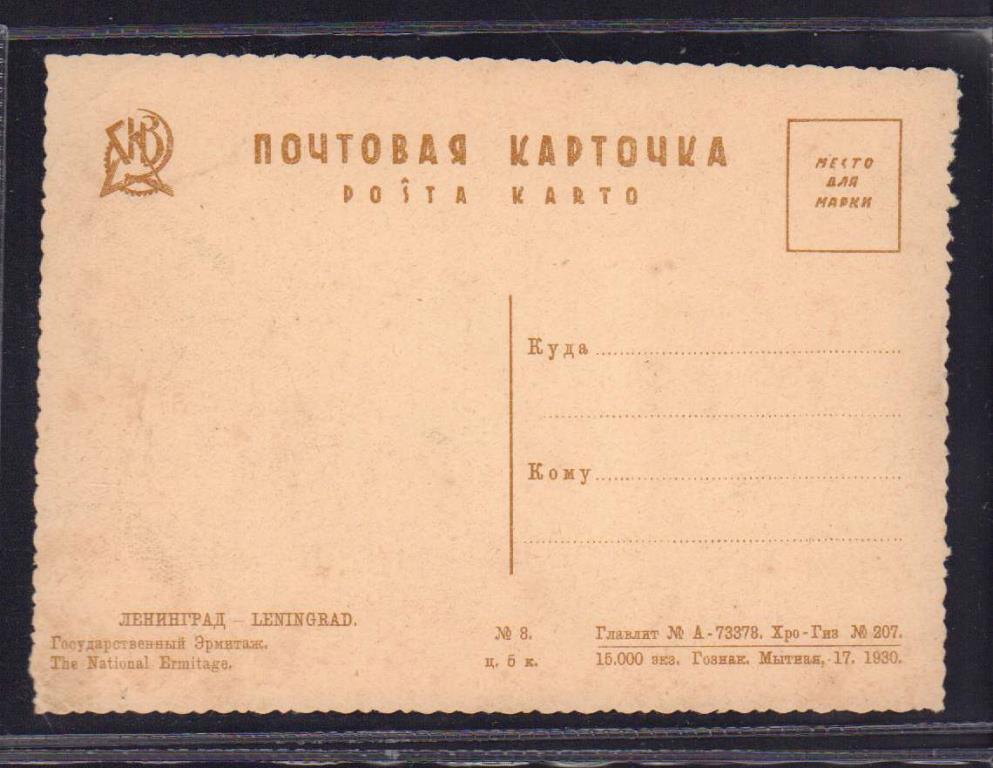 ПОЧТОВАЯ КАРТОЧКА
POŜTA KARTO
МЕСТО
ДЛЯ
МАРКИ
Куда
Кому
ЛЕНИНГРАД – LENINGRAD.
Государственный Эрмитаж.
The National Ermitage.
№ 8.
ц. 5 к.
Главлит № А-73378. Хро-Гиз № 207.
15.000 экз. Гознак. Мытная, 17. 1930.